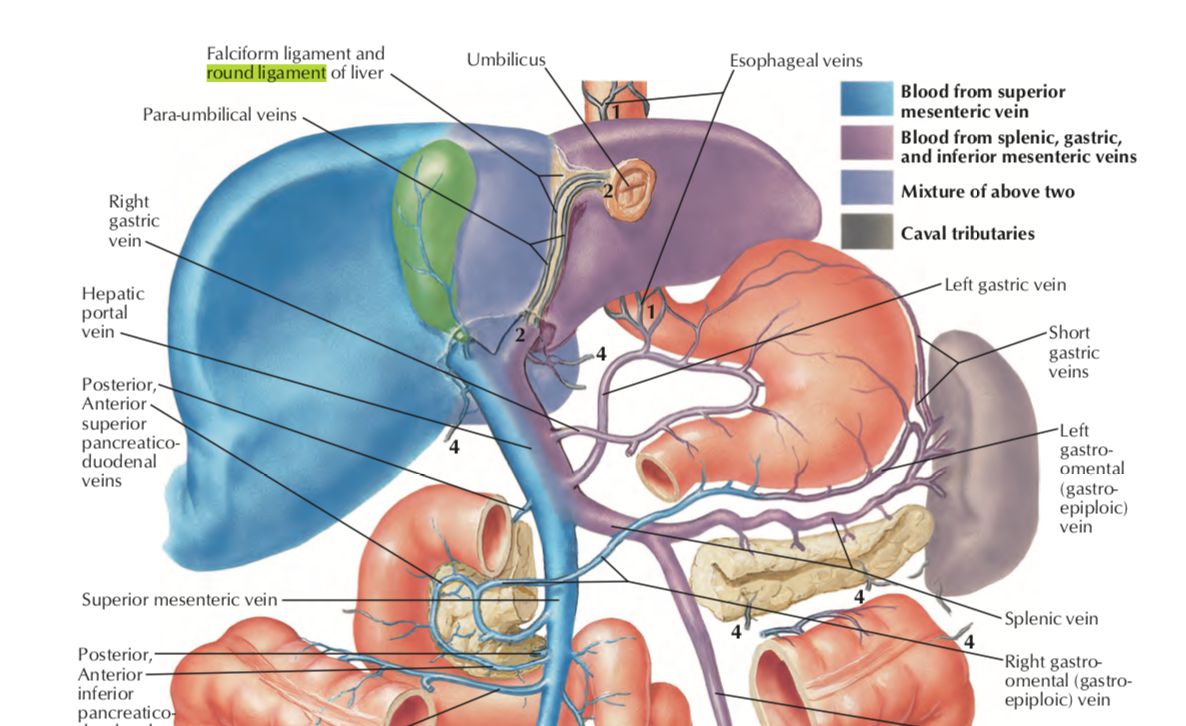 Falciform ligament and
round ligament of liver
Umbilicus
Esophageal veins
Para-umbilical veins
Blood from superior
mesenteric vein
Blood from splenic, gastric,
and inferior mesenteric veins
Mixture of above two
Caval tributaries
1
2
Right
gastric
vein
Hepatic
portal
vein
Left gastric vein
1
2
4
Short
gastric
veins
Posterior,
Anterior
superior
pancreatico-
duodenal
veins
4
Left
gastro-
omental
(gastro-
epiploic)
vein
Superior mesenteric vein
4
4
4
Splenic vein
Posterior,
Anterior
inferior
pancreatico-
Right gastro-
omental (gastro-
epiploic) vein